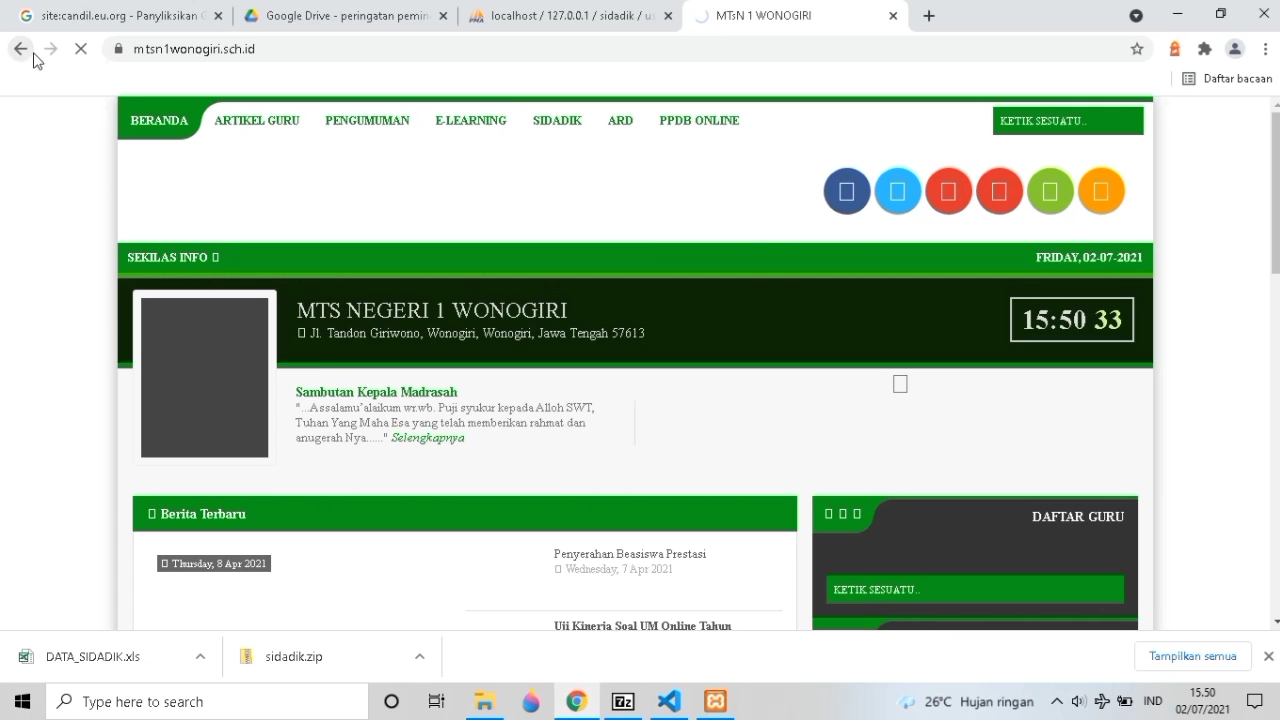 sitecandi.eu.org - Panyliksikan
Peringkatan pemin
localhost / 127.0.0.1 / sidadik / u
MTsN 1 WONOGIRI
mtsn1wonogiri.sch.id
Daftar bacaan
BERANDA ARTIKEL GURU PENGUMUMAN E-LEARNING SIDADIK ARD PPDB ONLINE
KETIK SESUATU..
SEKILAS INFO
FRIDAY, 02-07-2021
MTS NEGERI 1 WONOGIRI
Jl. Tandon Giriwono, Wonogiri, Wonogiri, Jawa Tengah 57613
15:50 33
Sambutan Kepala Madrasah
"...Assalamu'alaikum wr.wb. Puji syukur kepada Alloh SWT,
Tuhan Yang Maha Esa yang telah memberikan rahmat dan
anugerah Nya......" Selengkapnya
Berita Terbaru
DAFTAR GURU
Thursday, 8 Apr 2021
Penyerahan Beasiswa Prestasi
Wednesday, 7 Apr 2021
KETIK SESUATU..
Uji Kinerja Soal UM Online Tahun
DATA_SIDADIK.xls
sidadik.zip
Tampilkan semua
Type here to search
26°C Hujan ringan
IND
15.50
02/07/2021